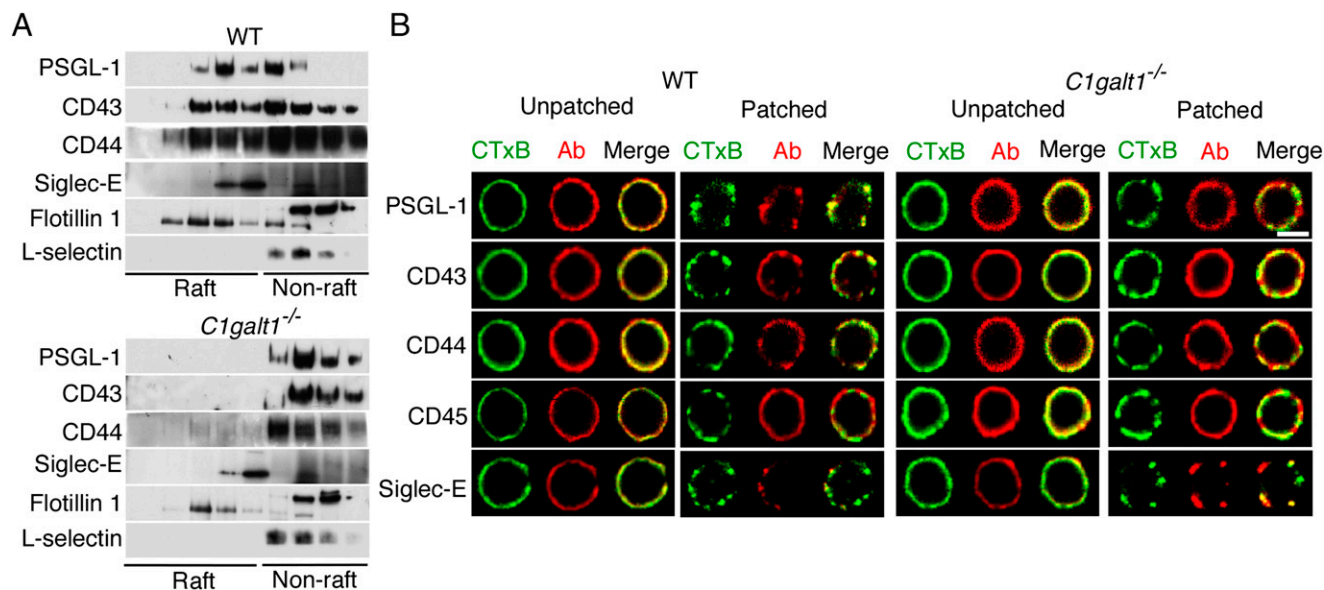 A
WT
PSGL-1
CD43
CD44
Siglec-E
Flotillin 1
L-selectin
Raft Non-raft
C1galt1-/-
PSGL-1
CD43
CD44
Siglec-E
Flotillin 1
L-selectin
Raft Non-raft
B
WT C1galt1-/-
Unpatched Patched Unpatched Patched
CTxB Ab Merge CTxB Ab Merge CTxB Ab Merge CTxB Ab Merge
PSGL-1
CD43
CD44
CD45
Siglec-E